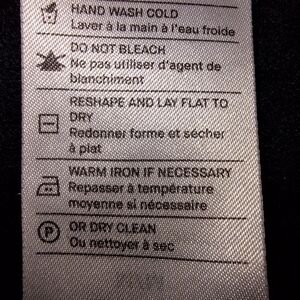 HAND WASH COLD
Laver à la main à l'eau froide
DO NOT BLEACH
Ne pas utiliser d'agent de
blanchiment
RESHAPE AND LAY FLAT TO
DRY
Redonner forme et sécher
à plat
WARM IRON IF NECESSARY
Repasser à température
moyenne si nécessaire
P OR DRY CLEAN
Ou nettoyer à sec